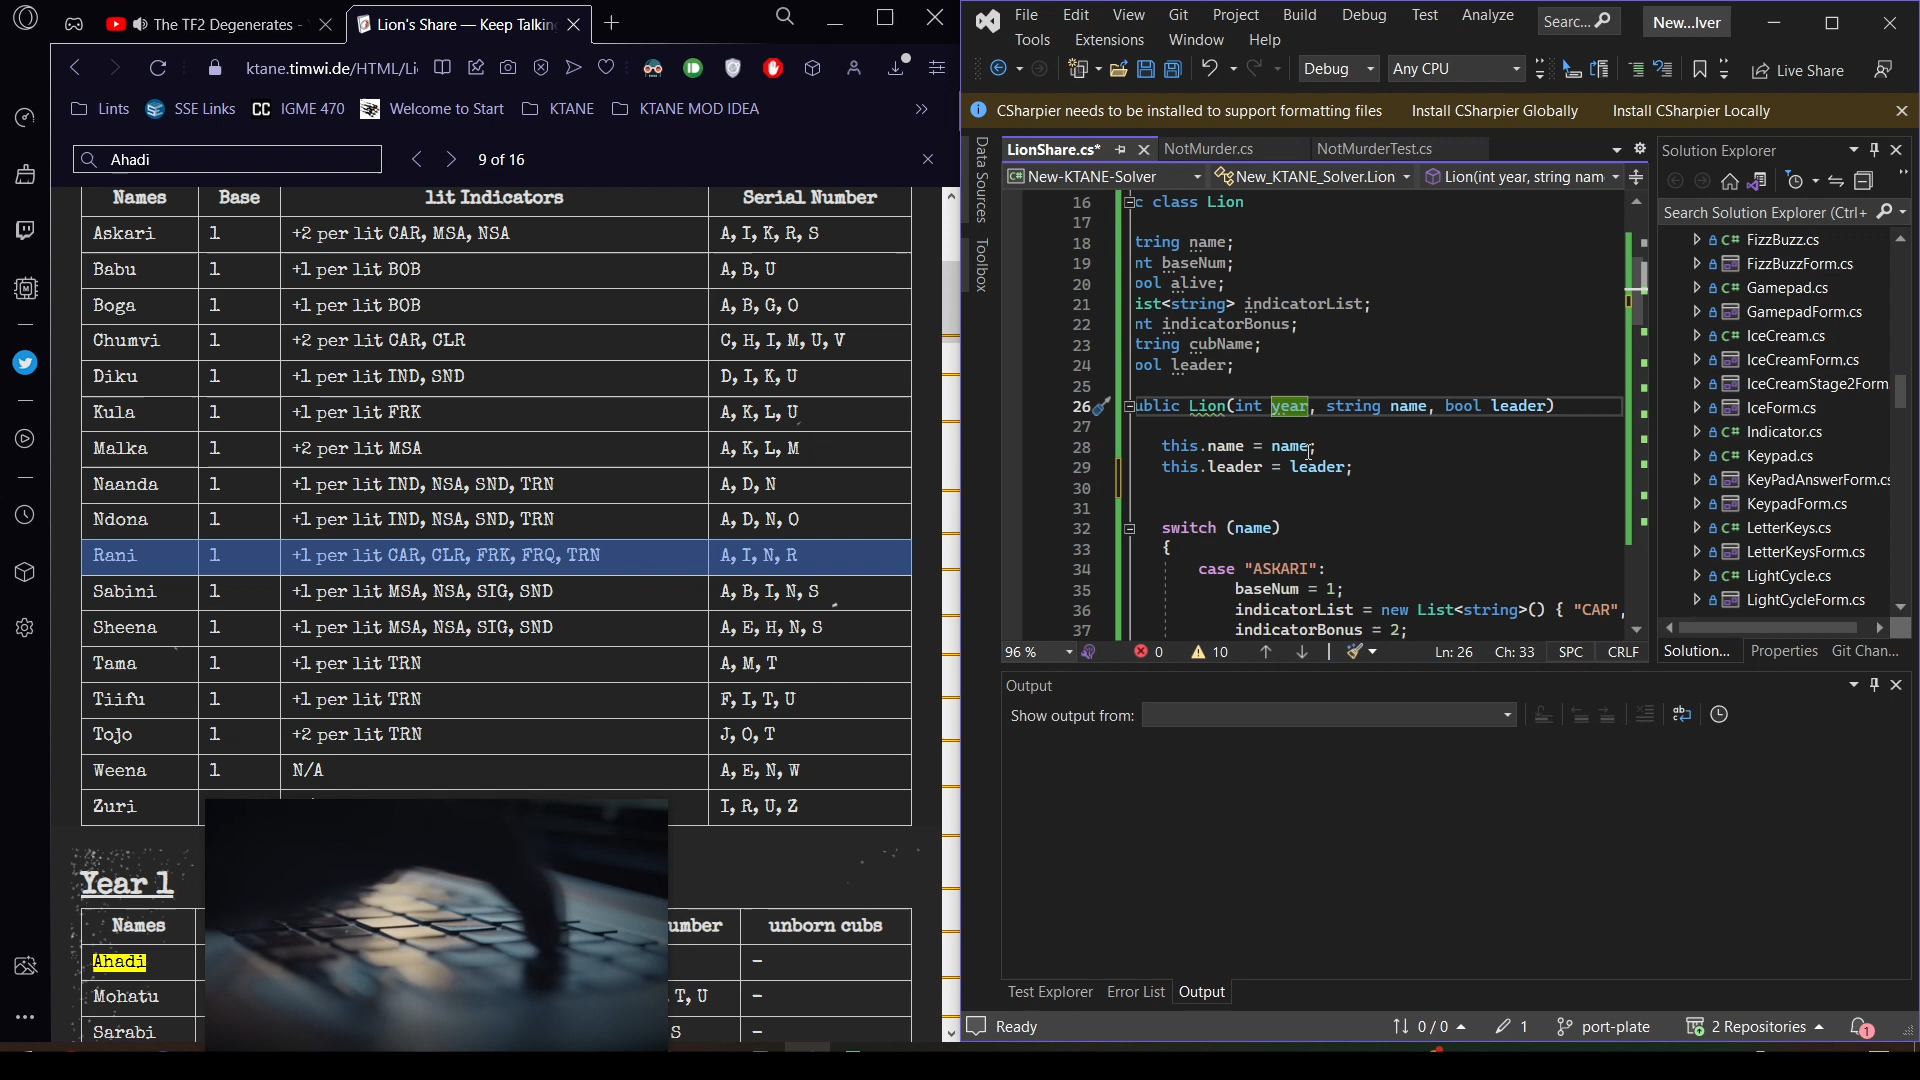 The TF2 Degenerates -
Lion's Share — Keep Talkin
ktane.timwi.de/HTML/Li
Lints
SSE Links
CC
IGME 470
Welcome to Start
KTANE
KTANE MOD IDEA
»
Ahadi
9 of 16
Names Base lit Indicators Serial Number
Askari 1 +2 per lit CAR, MSA, NSA A, I, K, R, S
Babu 1 +1 per lit BOB A, B, U
Boga 1 +1 per lit BOB A, B, G, O
Chumvi 1 +2 per lit CAR, CLR C, H, I, M, U, V
Diku 1 +1 per lit IND, SND D, I, K, U
Kula 1 +1 per lit FRK A, K, L, U
Malka 1 +2 per lit MSA A, K, L, M
Naanda 1 +1 per lit IND, NSA, SND, TRN A, D, N
Ndona 1 +1 per lit IND, NSA, SND, TRN A, D, N, O
Rani 1 +1 per lit CAR, CLR, FRK, FRQ, TRN A, I, N, R
Sabini 1 +1 per lit MSA, NSA, SIG, SND A, B, I, N, S
Sheena 1 +1 per lit MSA, NSA, SIG, SND A, E, H, N, S
Tama 1 +1 per lit TRN A, M, T
Tiifu 1 +1 per lit TRN F, I, T, U
Tojo 1 +2 per lit TRN J, O, T
Weena 1 N/A A, E, N, W
Zuri I, R, U, Z
Year 1
Names umber unborn cubs
Ahadi –
Mohatu T, U –
Sarabi S –
File Edit View Git Project Build Debug Test Analyze
Tools Extensions Window Help
Searc...
New...lver
Debug
Any CPU
Live Share
CSharpier needs to be installed to support formatting files
Install CSharpier Globally
Install CSharpier Locally
Data Sources
Toolbox
LionShare.cs*
NotMurder.cs
NotMurderTest.cs
New-KTANE-Solver
New_KTANE_Solver.Lion
Lion(int year, string nam
16 c class Lion
17
18 tring name;
19 nt baseNum;
20 ool alive;
21 ist<string> indicatorList;
22 nt indicatorBonus;
23 tring cubName;
24 ool leader;
25
26 ublic Lion(int year, string name, bool leader)
27
28 this.name = name;
29 this.leader = leader;
30
31
32 switch (name)
33 {
34 case "ASKARI":
35 baseNum = 1;
36 indicatorList = new List<string>() { "CAR",
37 indicatorBonus = 2;
96 %
0
10
Ln: 26
Ch: 33
SPC
CRLF
Solution Explorer
Search Solution Explorer (Ctrl+
C# FizzBuzz.cs
FizzBuzzForm.cs
C# Gamepad.cs
GamepadForm.cs
C# IceCream.cs
IceCreamForm.cs
IceCreamStage2Form.
IceForm.cs
C# Indicator.cs
C# Keypad.cs
KeyPadAnswerForm.cs
KeypadForm.cs
C# LetterKeys.cs
LetterKeysForm.cs
C# LightCycle.cs
LightCycleForm.cs
Solution...
Properties
Git Chan...
Output
Show output from:
Test Explorer
Error List
Output
Ready
0 / 0
1
port-plate
2 Repositories
1